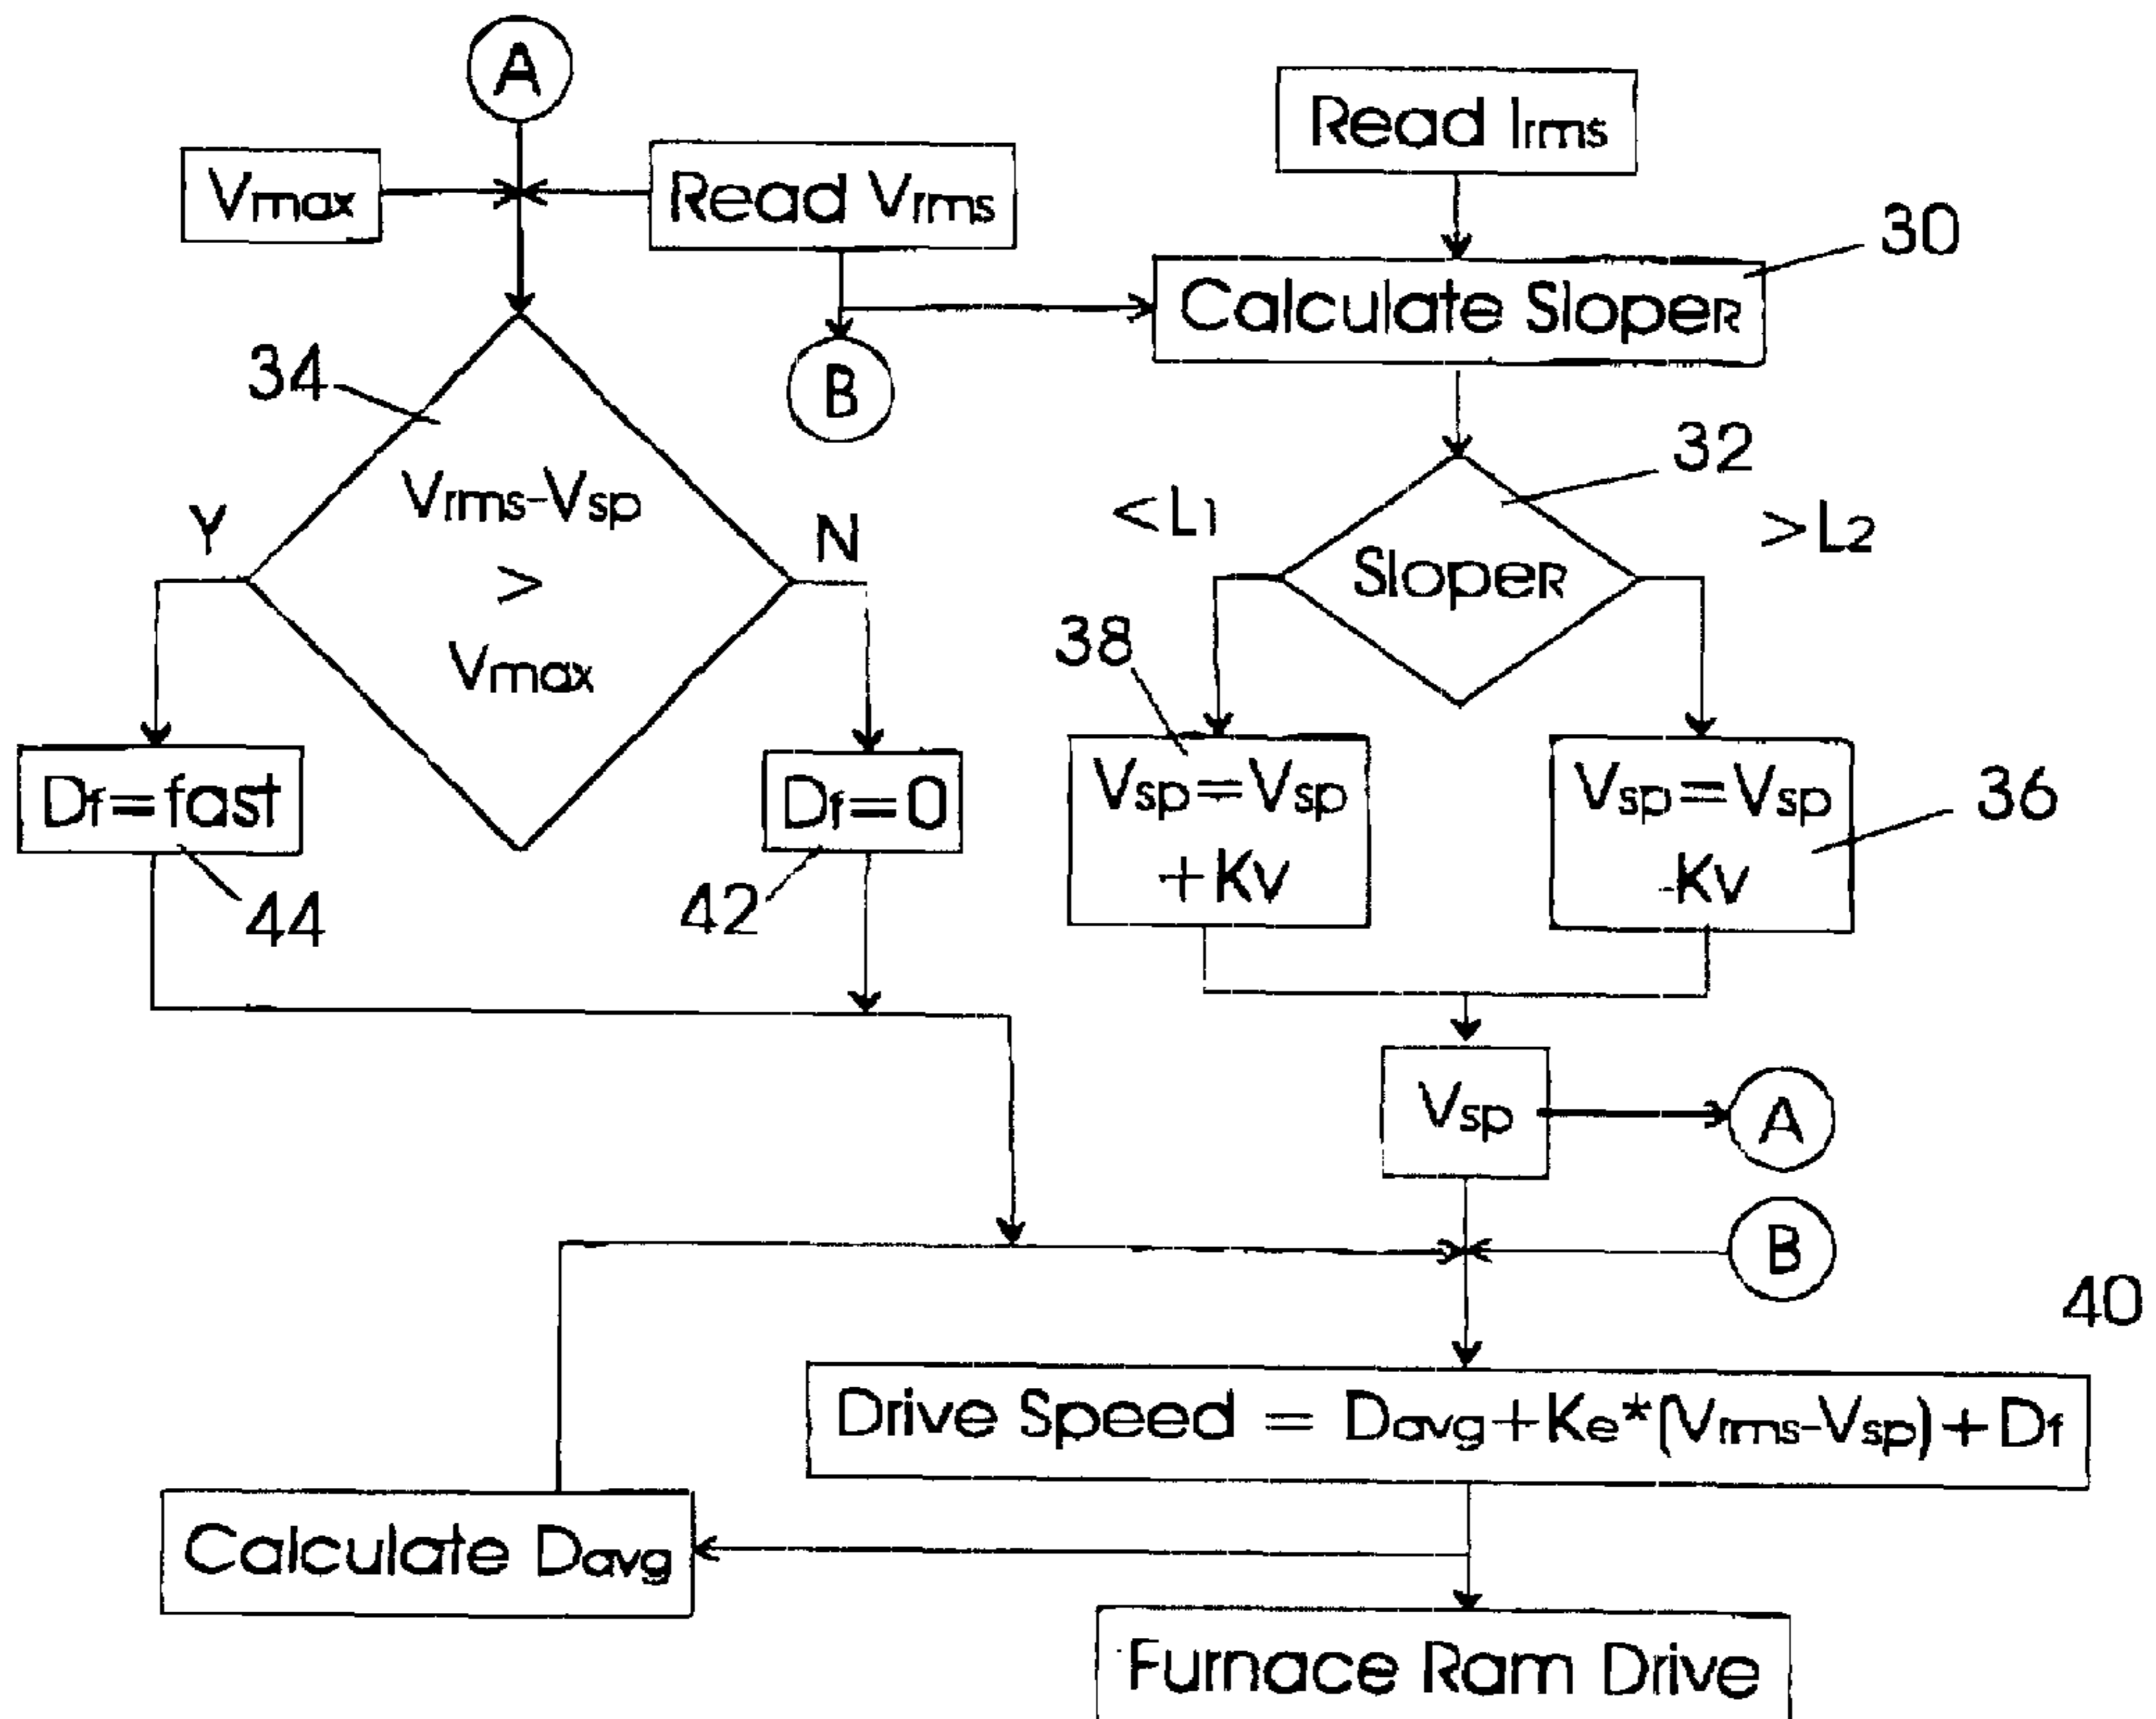 A
Read Irms
Vmax
Read Vrms
30
Calculate SlopeR
34
B
32
Vrms-Vsp
>
Vmax
Y
N
<L1
>L2
SlopeR
38
Df=fast
Df=0
Vsp=Vsp
+Kv
Vsp=Vsp
-Kv
36
44
42
Vsp
A
B
40
Drive Speed = Davg+Ke*(Vrms-Vsp)+Df
Calculate Davg
Furnace Ram Drive